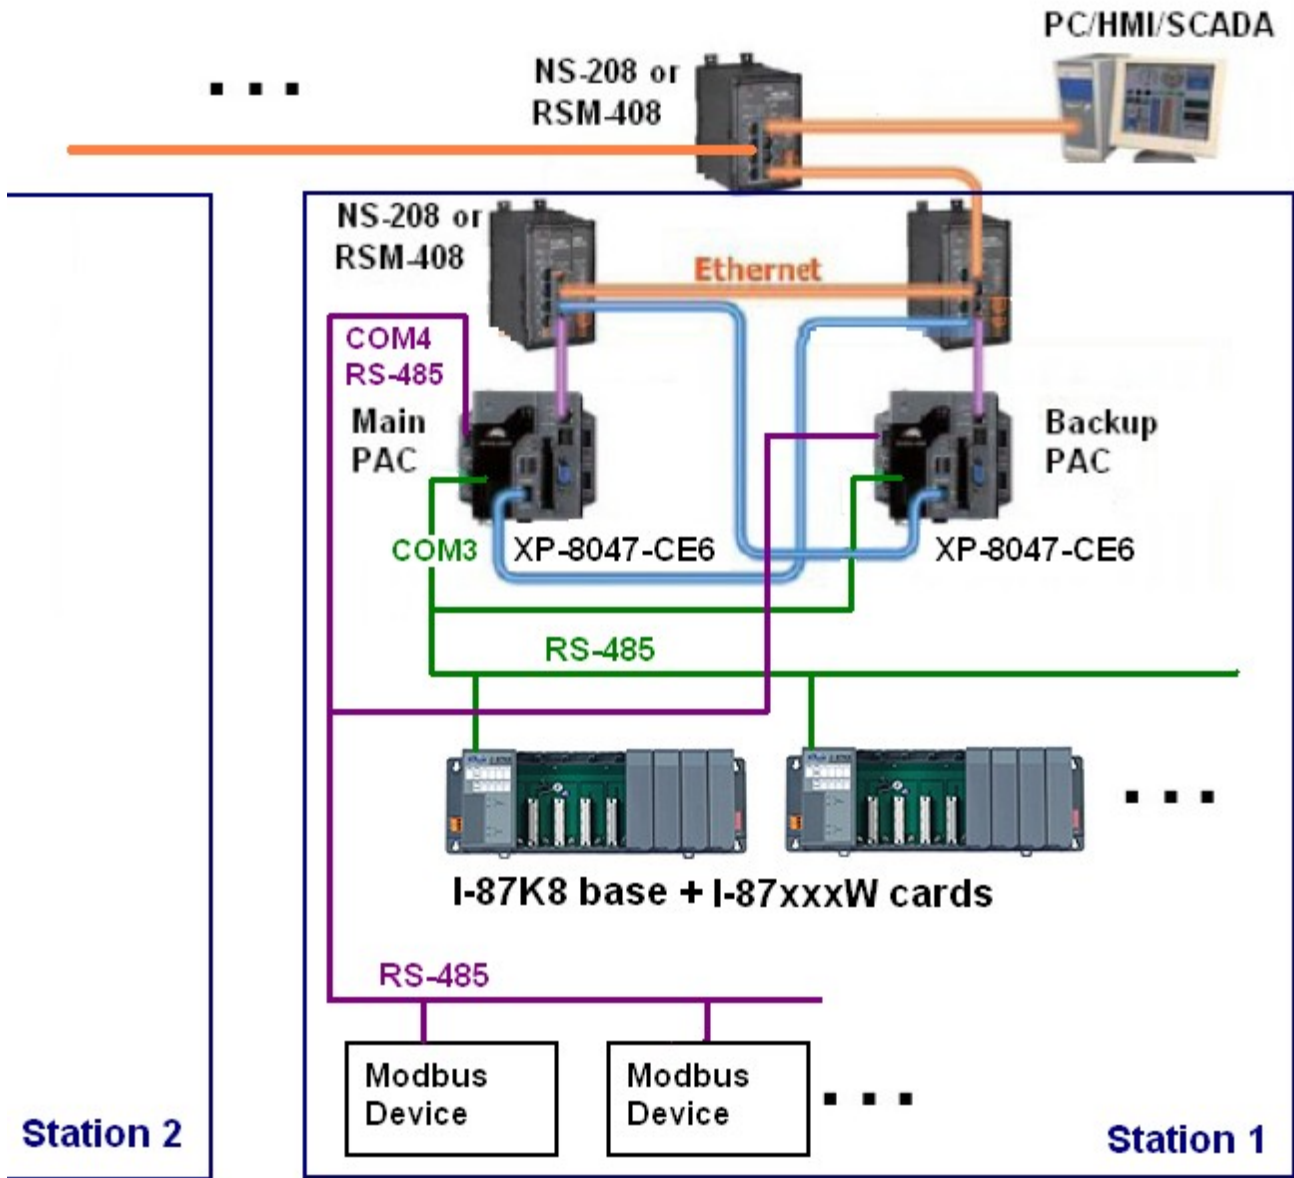 PC/HMI/SCADA
NS-208 or
RSM-408
NS-208 or
RSM-408
Ethernet
COM4
RS-485
Main
PAC
Backup
PAC
COM3
XP-8047-CE6
XP-8047-CE6
RS-485
I-87K8 base + I-87xxxW cards
RS-485
Modbus
Device
Modbus
Device
Station 2
Station 1